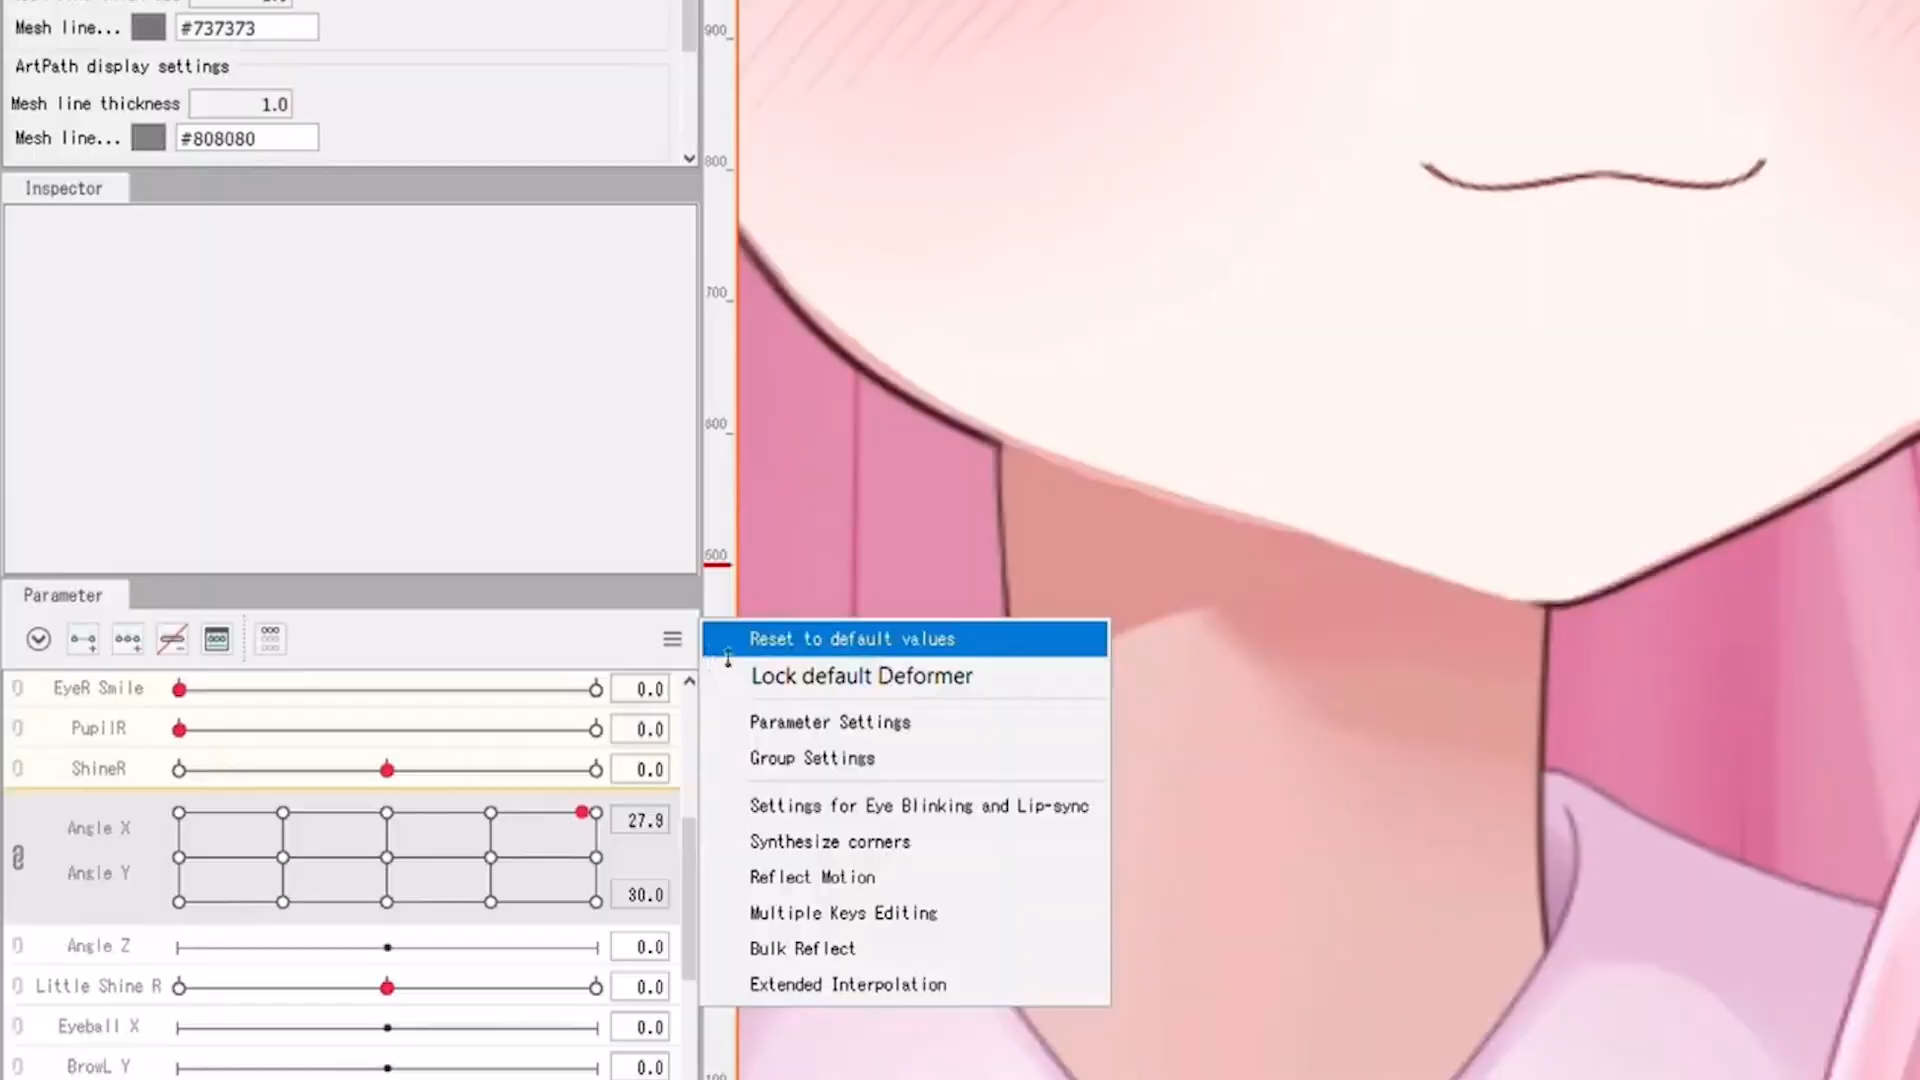 Mesh line... #737373
ArtPath display settings
Mesh line thickness 1.0
Mesh line... #808080
Inspector
Parameter
EyeR Smile 0.0
PupilR 0.0
ShineR 0.0
Angle X 27.9
Angle Y 30.0
Angle Z 0.0
Little Shine R 0.0
Eyeball X 0.0
BrowL Y 0.0
900
800
700
600
500
Reset to default values
Lock default Deformer
Parameter Settings
Group Settings
Settings for Eye Blinking and Lip-sync
Synthesize corners
Reflect Motion
Multiple Keys Editing
Bulk Reflect
Extended Interpolation